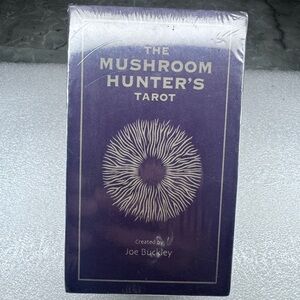 THE
MUSHROOM
HUNTER'S
TAROT
Created by
Joe Buckley